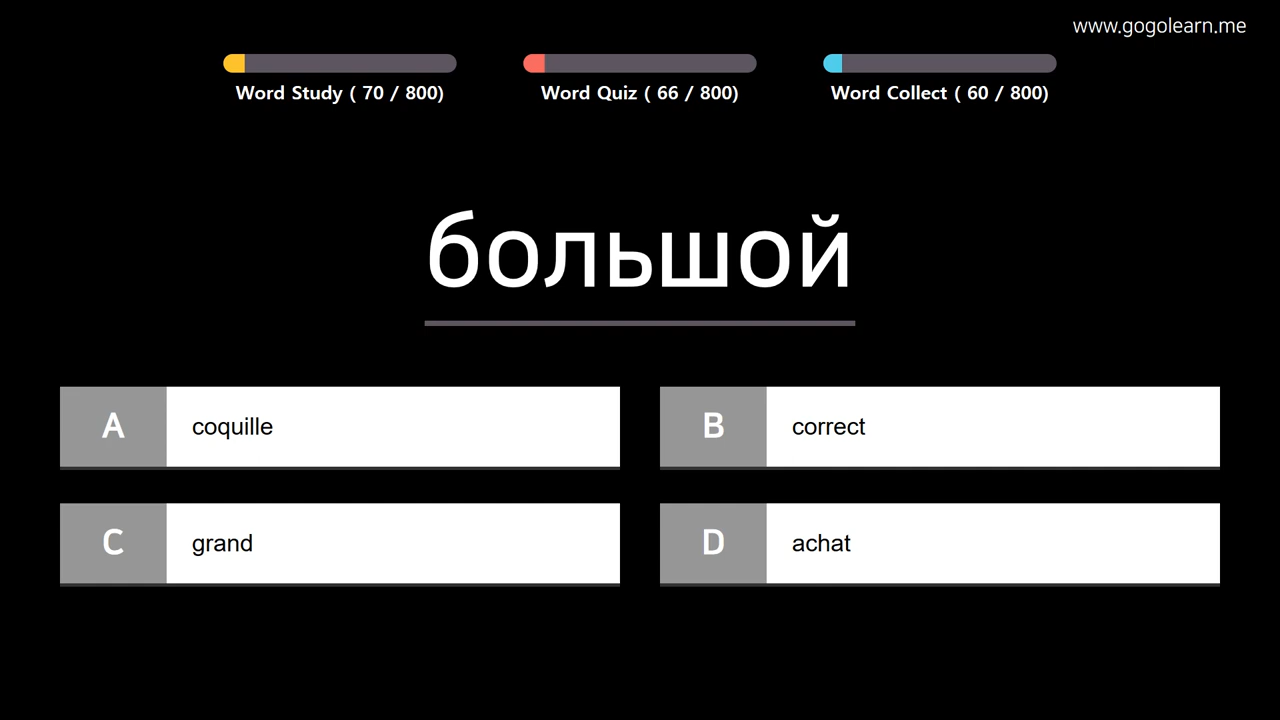 www.gogolearn.me
Word Study ( 70 / 800)
Word Quiz ( 66 / 800)
Word Collect ( 60 / 800)
большой
A coquille
B correct
C grand
D achat